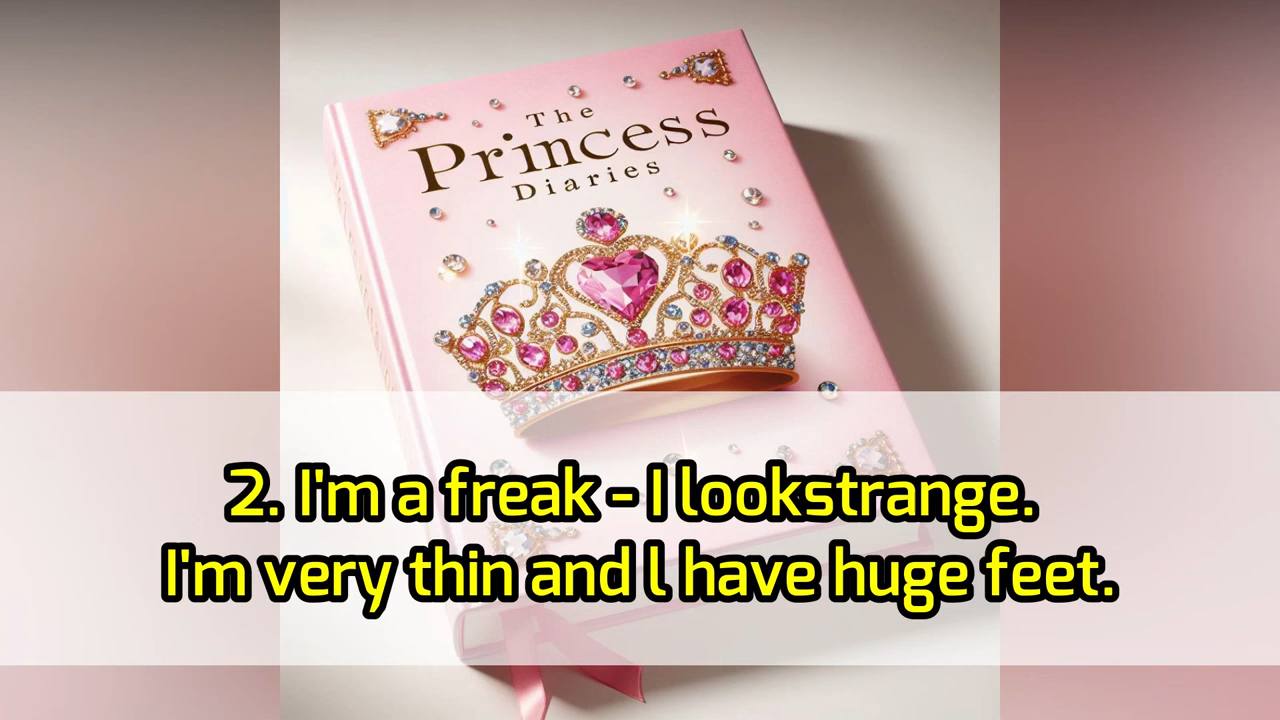 The
Princess
Diaries
2. I'm a freak - I lookstrange.
I'm very thin and l have huge feet.